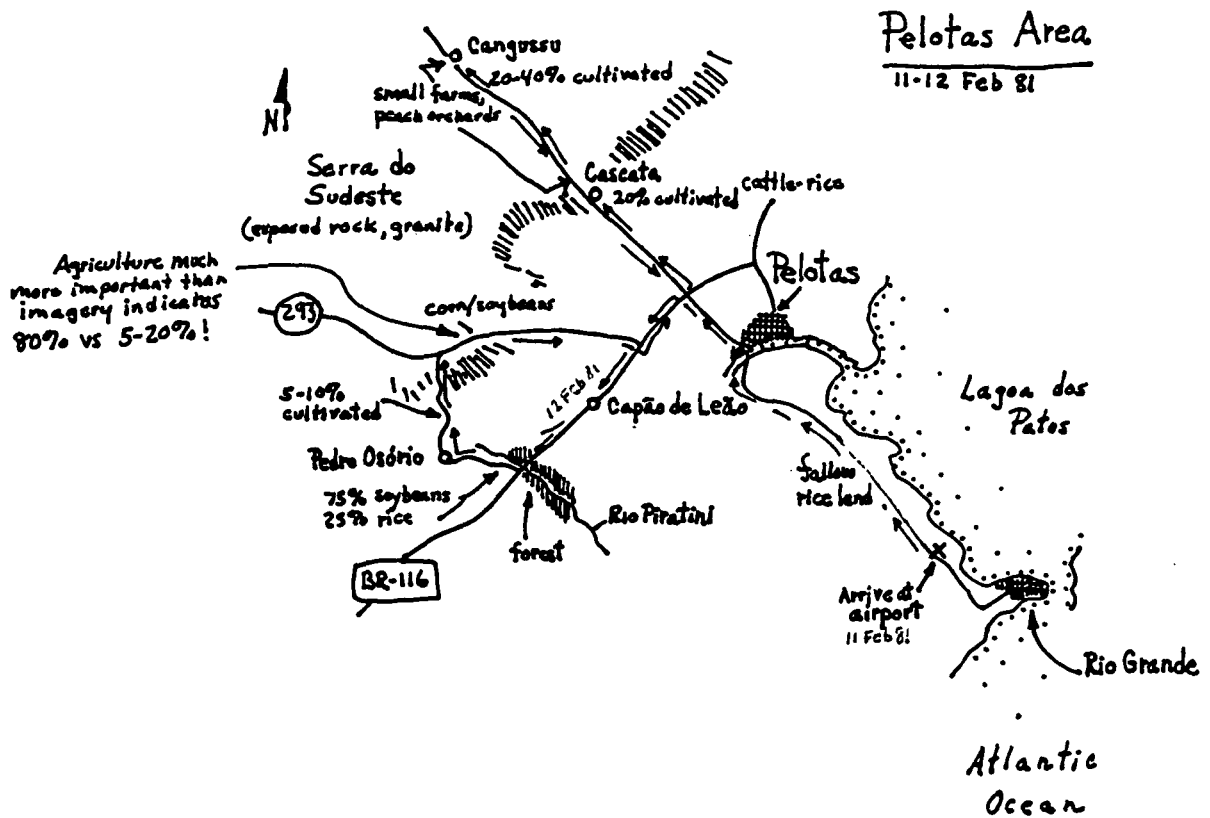 Pelotas Area
11-12 Feb 81
Cangussu
20-40% cultivated
small farms,
peach orchards
N
Serra do
Sudeste
(exposed rock, granite)
Cascata
20% cultivated
cattle-rice
Agriculture much
more important than
imagery indicates
80% vs 5-20%!
293
corn/soybeans
Pelotas
5-10%
cultivated
12 Feb 81
Capão de Leão
Lagoa dos
Patos
Pedro Osório
75% soybeans
25% rice
fallow
rice land
forest
Rio Piratini
BR-116
Arrive at
airport
11 Feb 81
Rio Grande
Atlantic
Ocean